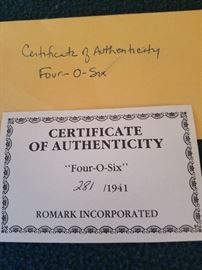 Certificate of Authenticity
Four-O-Six
CERTIFICATE
OF AUTHENTICITY
"Four-O-Six"
281 /1941
ROMARK INCORPORATED